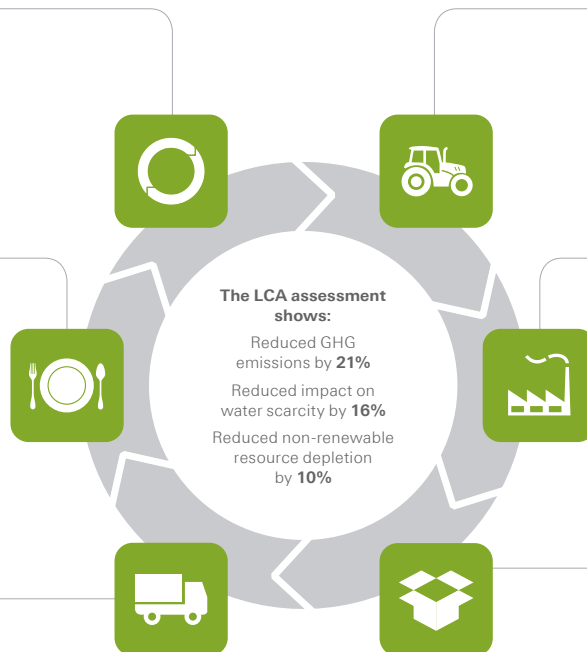 The LCA assessment
shows:
Reduced GHG
emissions by 21%
Reduced impact on
water scarcity by 16%
Reduced non-renewable
resource depletion
by 10%